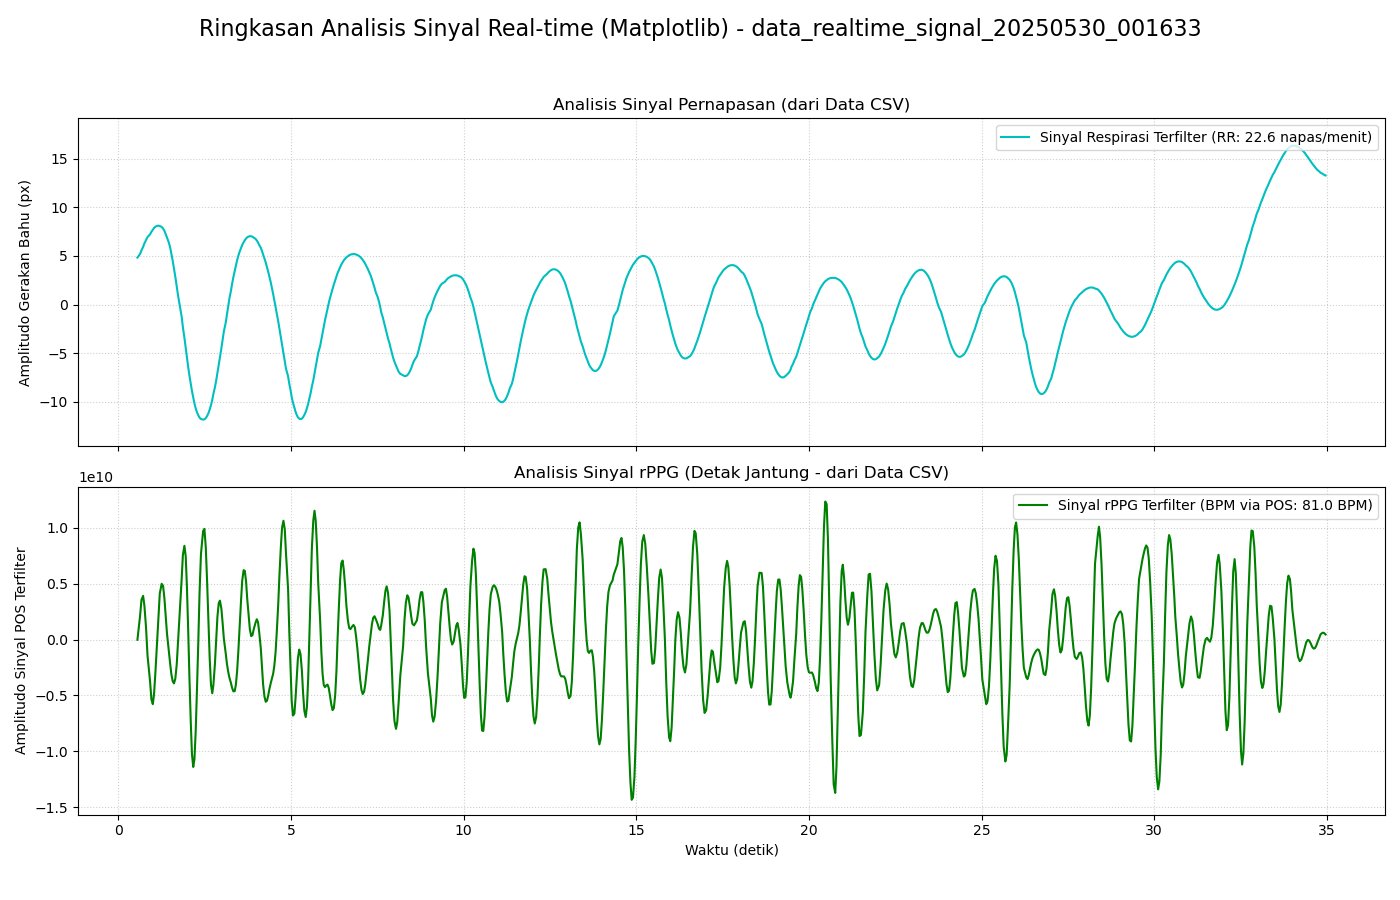 Ringkasan Analisis Sinyal Real-time (Matplotlib) - data_realtime_signal_20250530_001633
Analisis Sinyal Pernapasan (dari Data CSV)
Sinyal Respirasi Terfilter (RR: 22.6 napas/menit)
Amplitudo Gerakan Bahu (px)
15
10
5
0
−5
−10
Analisis Sinyal rPPG (Detak Jantung - dari Data CSV)
1e10
Sinyal rPPG Terfilter (BPM via POS: 81.0 BPM)
Amplitudo Sinyal POS Terfilter
1.0
0.5
0.0
−0.5
−1.0
−1.5
0 5 10 15 20 25 30 35
Waktu (detik)